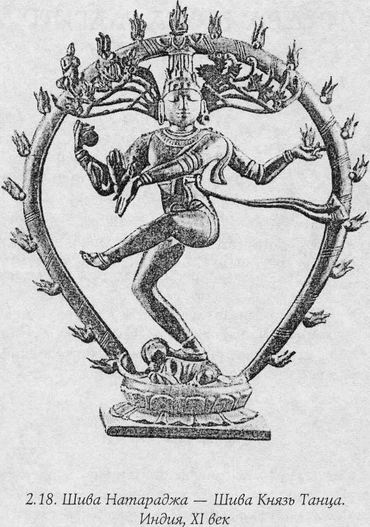 2.18. Шива Натараджа — Шива Князь Танца.
Индия, XI век